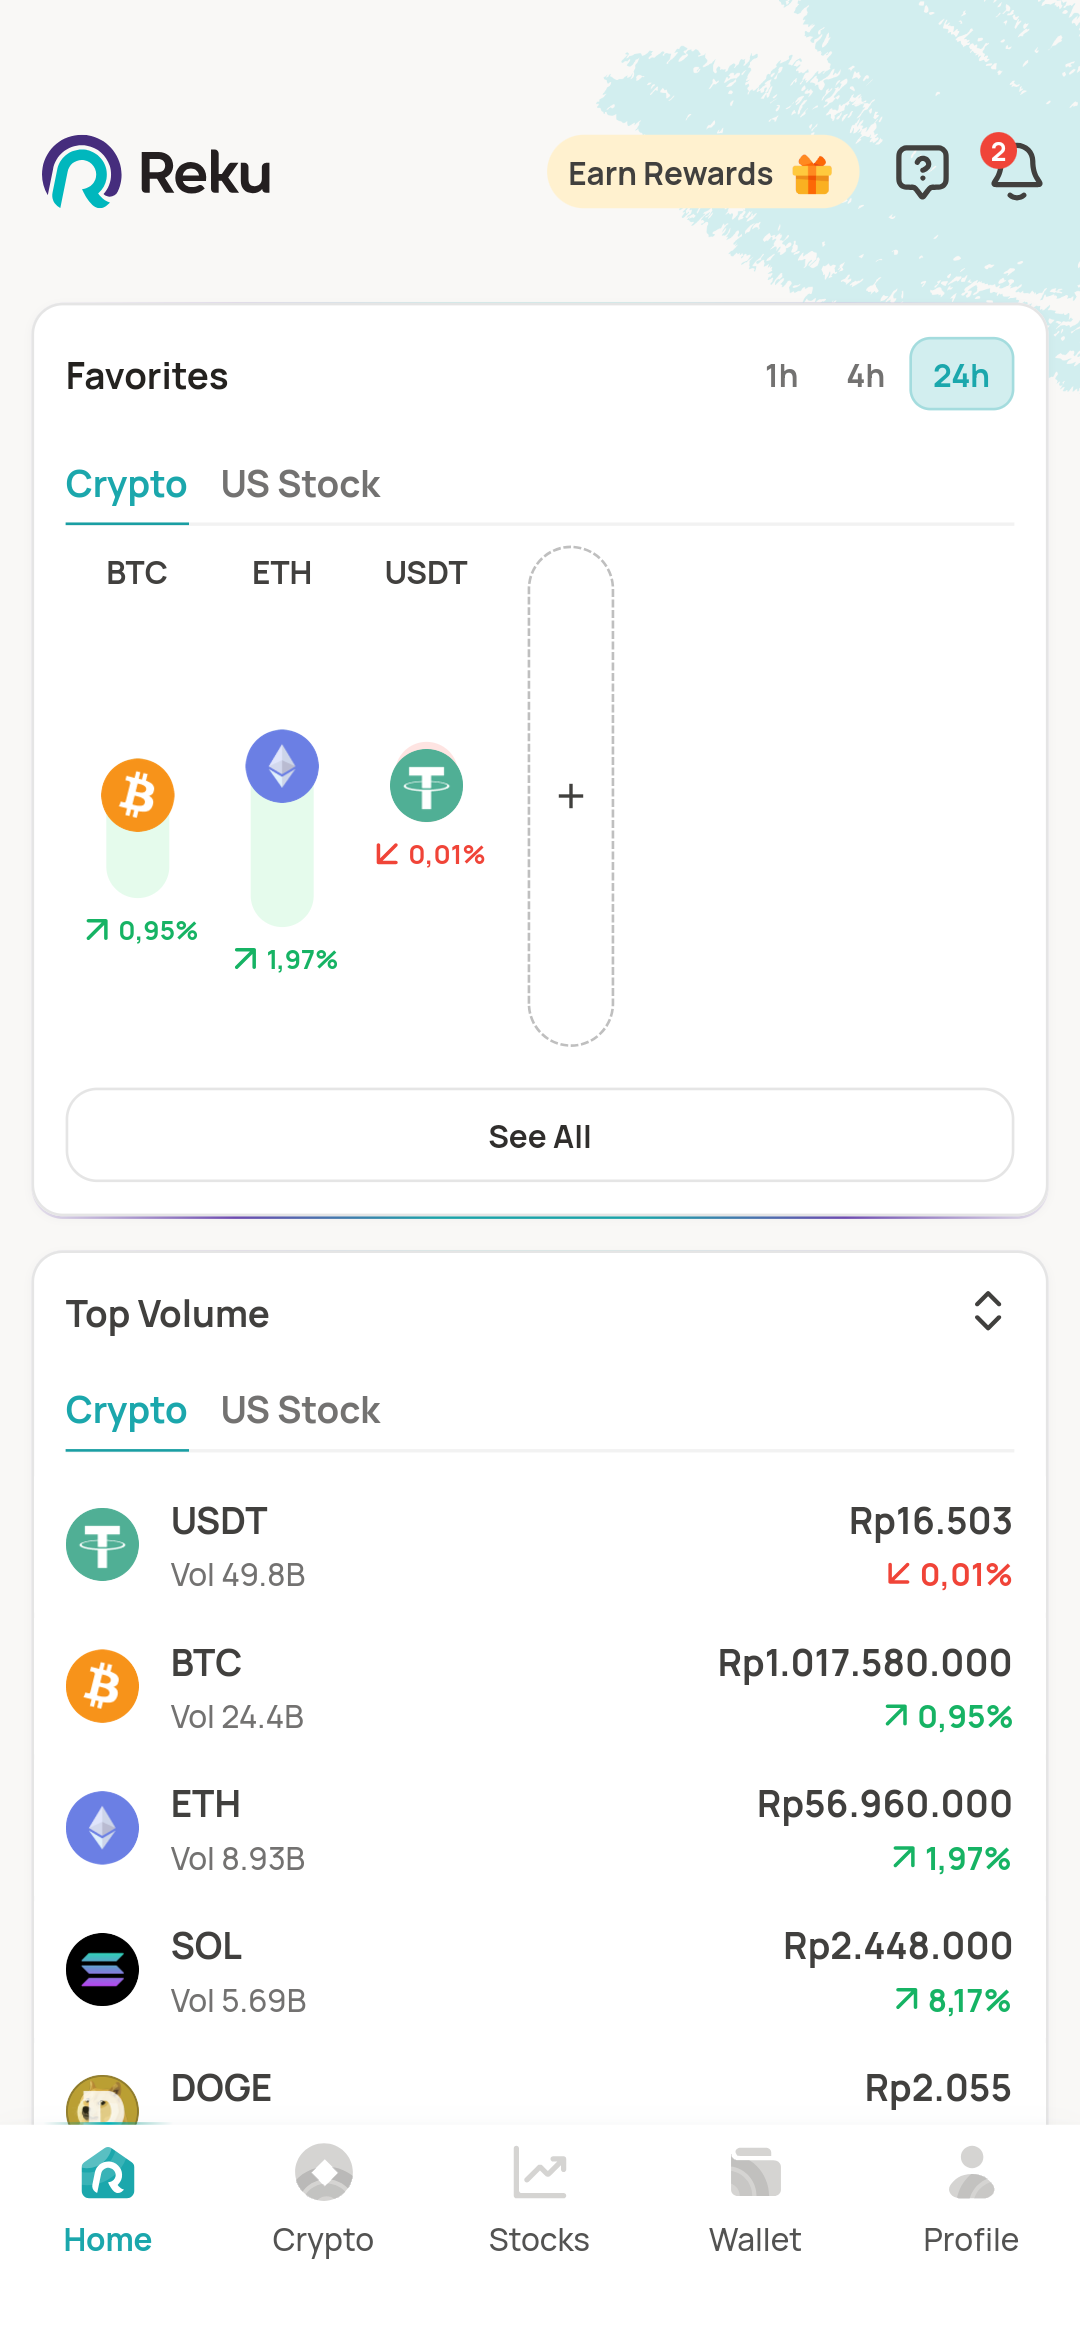 Reku
Earn Rewards
2
Favorites
1h 4h 24h
Crypto US Stock
BTC ETH USDT
0,95%
1,97%
0,01%
+
See All
Top Volume
Crypto US Stock
USDT Rp16.503
Vol 49.8B 0,01%
BTC Rp1.017.580.000
Vol 24.4B 0,95%
ETH Rp56.960.000
Vol 8.93B 1,97%
SOL Rp2.448.000
Vol 5.69B 8,17%
DOGE Rp2.055
Home Crypto Stocks Wallet Profile